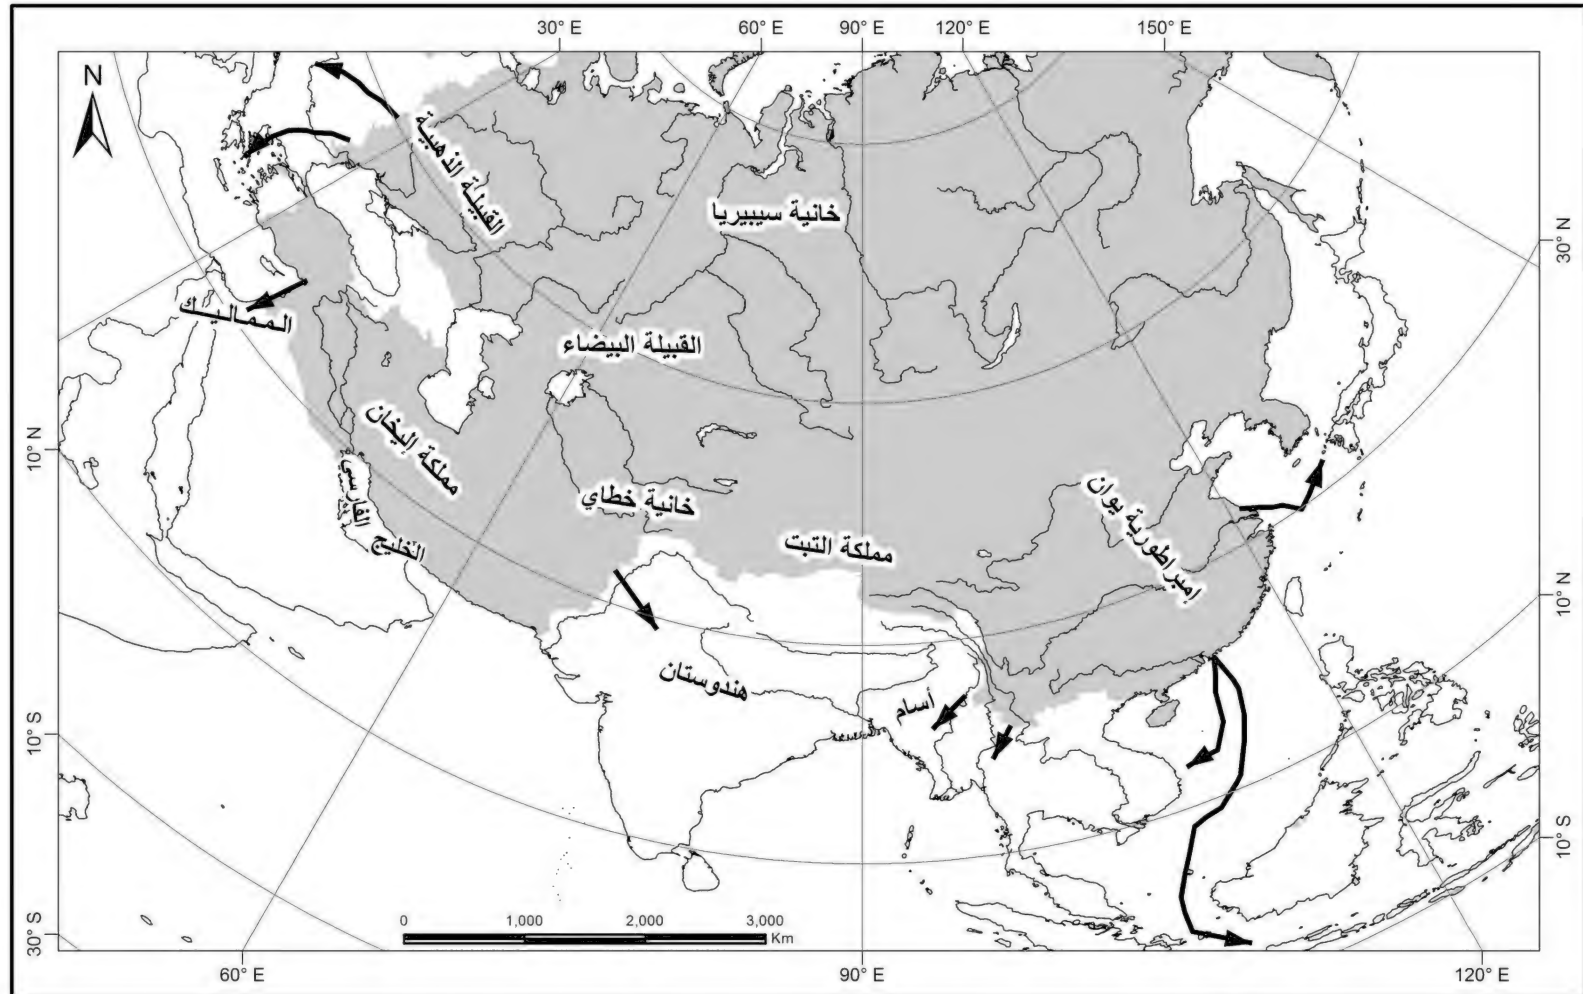 30° E
60° E
90° E
120° E
150° E
N
القبيلة الذهبية
خانية سيبيريا
30° N
المماليك
القبيلة البيضاء
مملكة إليخان
10° N
الخليج
الفارسي
خانية خطاي
مملكة التبت
إمبراطورية يوان
10° N
هندوستان
أسام
10° S
10° S
30° S
0
1,000
2,000
3,000
Km
60° E
90° E
120° E